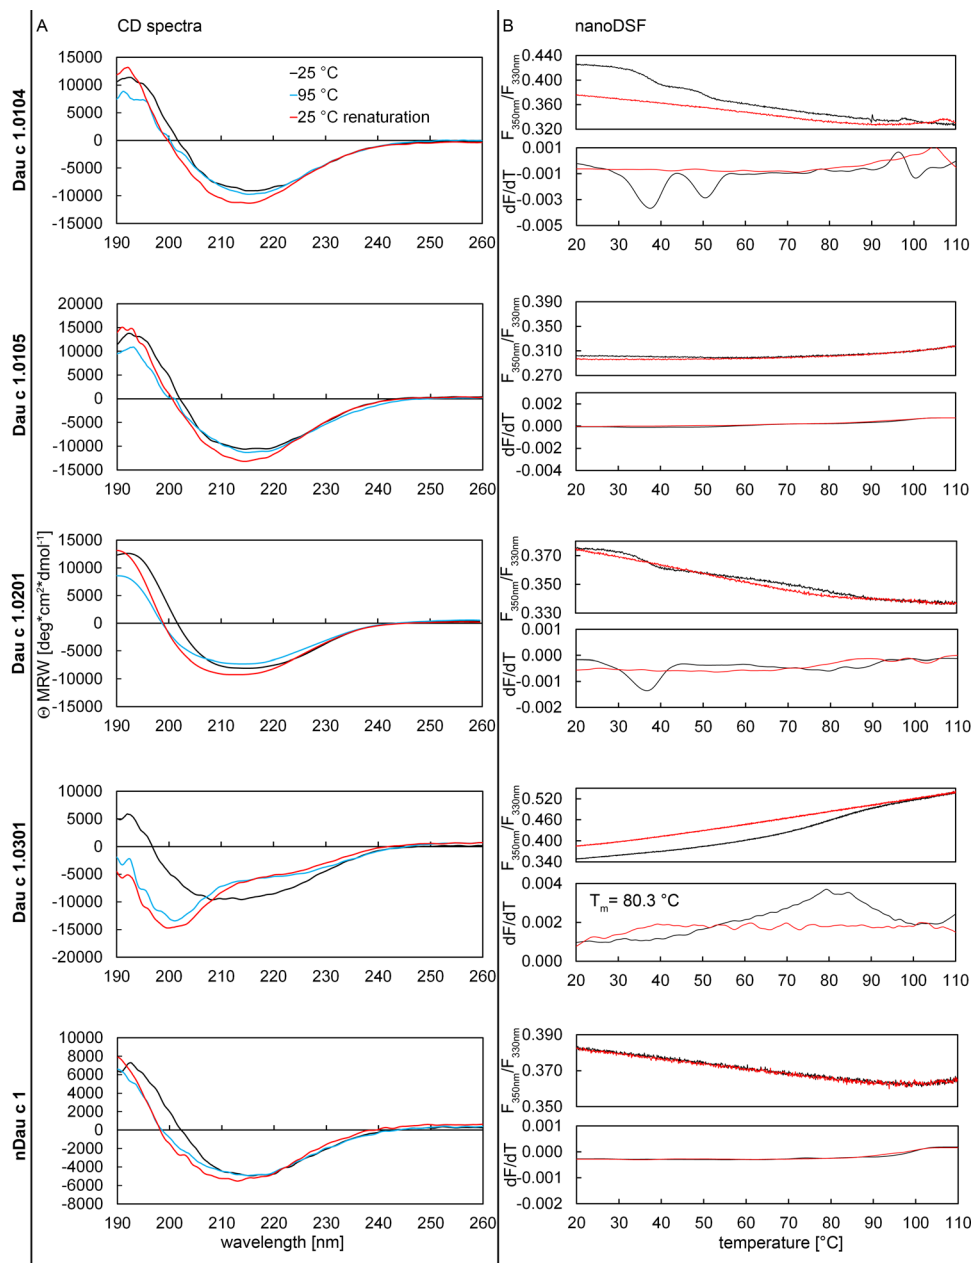 A CD spectra B nanoDSF
Dau c 1.0104
15000
10000
5000
0
-5000
-10000
-15000
–25 °C
–95 °C
–25 °C renaturation
190 200 210 220 230 240 250 260
F350nm/F330nm
0.440
0.400
0.360
0.320
dF/dT
0.001
-0.001
-0.003
-0.005
20 30 40 50 60 70 80 90 100 110
Dau c 1.0105
20000
15000
10000
5000
0
-5000
-10000
-15000
190 200 210 220 230 240 250 260
F350nm/F330nm
0.390
0.350
0.310
0.270
dF/dT
0.002
0.000
-0.002
-0.004
20 30 40 50 60 70 80 90 100 110
Dau c 1.0201
Θ MRW [deg*cm²*dmol⁻¹]
15000
10000
5000
0
-5000
-10000
-15000
190 200 210 220 230 240 250 260
F350nm/F330nm
0.370
0.350
0.330
dF/dT
0.001
0.000
-0.001
-0.002
20 30 40 50 60 70 80 90 100 110
Dau c 1.0301
10000
5000
0
-5000
-10000
-15000
-20000
190 200 210 220 230 240 250 260
F350nm/F330nm
0.520
0.460
0.400
0.340
dF/dT
0.004
0.002
0.000
Tm= 80.3 °C
20 30 40 50 60 70 80 90 100 110
nDau c 1
10000
8000
6000
4000
2000
0
-2000
-4000
-6000
-8000
190 200 210 220 230 240 250 260
wavelength [nm]
F350nm/F330nm
0.390
0.370
0.350
dF/dT
0.001
0.000
-0.001
-0.002
20 30 40 50 60 70 80 90 100 110
temperature [°C]